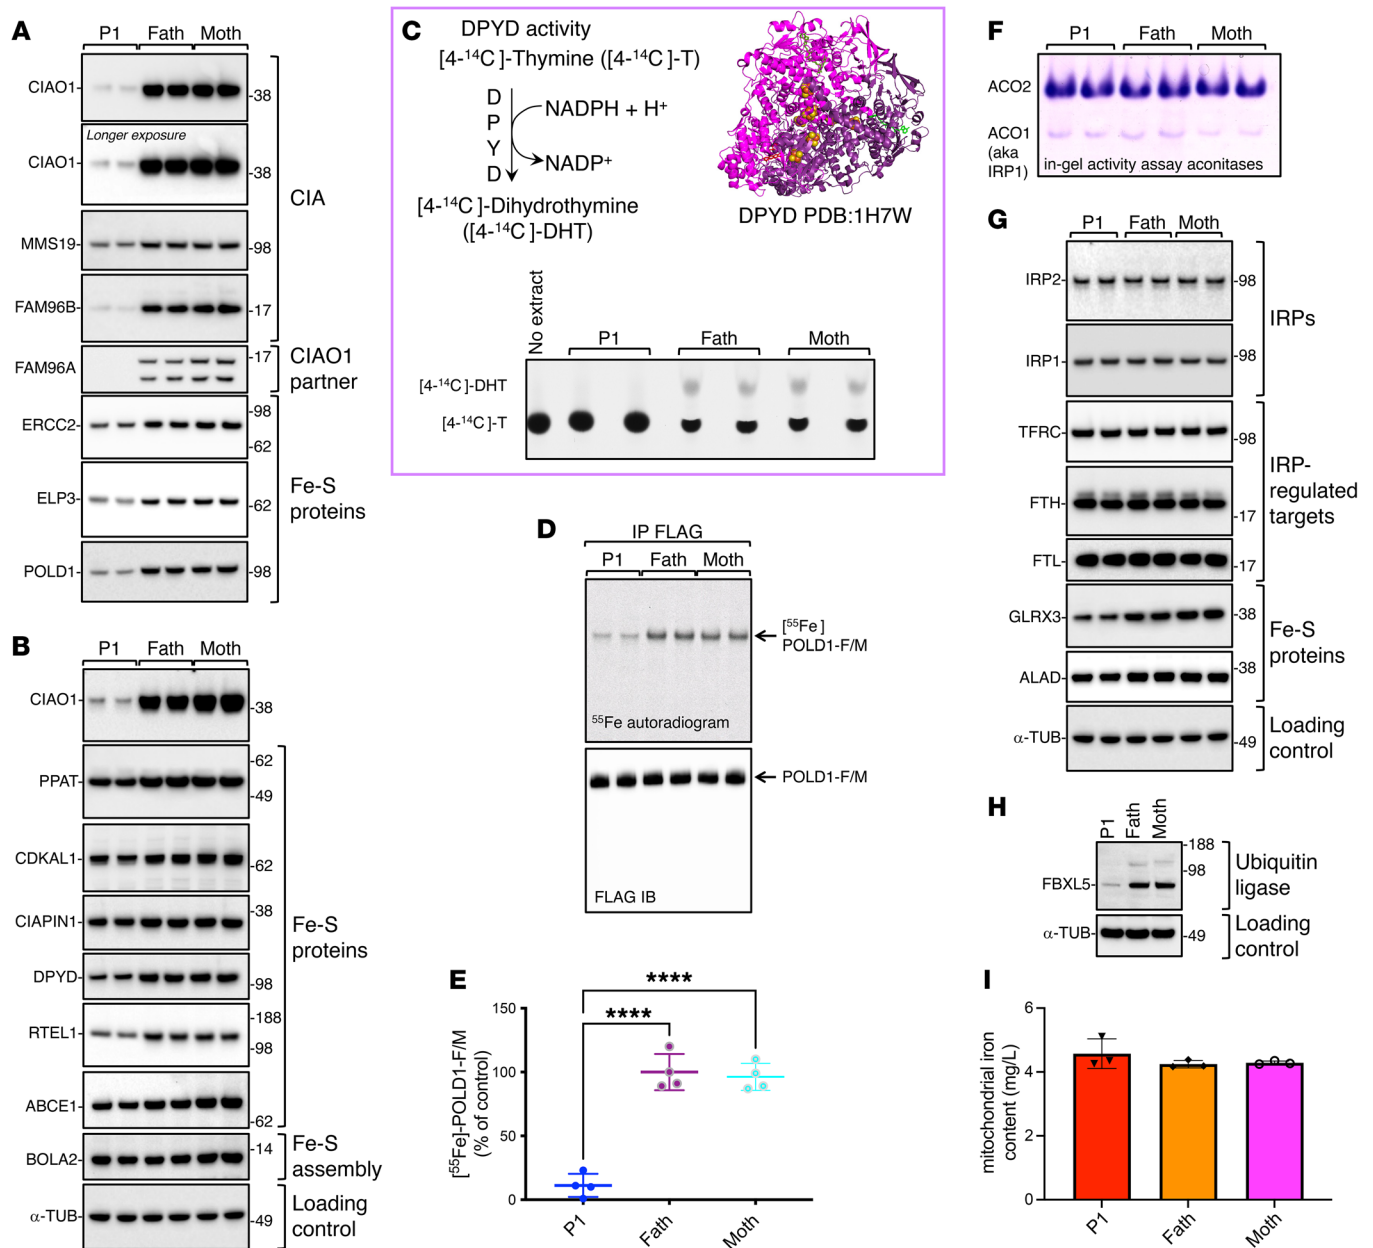 A
P1 Fath Moth
CIAO1- -38
Longer exposure
CIAO1- -38
MMS19- -98
FAM96B- -17
CIA
FAM96A -17
CIAO1
partner
ERCC2- -98
-62
ELP3- -62
POLD1- -98
Fe-S
proteins
B
P1 Fath Moth
CIAO1- -38
PPAT- -62
-49
CDKAL1- -62
CIAPIN1- -38
DPYD- -98
RTEL1- -188
-98
ABCE1- -62
Fe-S
proteins
BOLA2- -14
Fe-S
assembly
α-TUB- -49
Loading
control
C
DPYD activity
[4-¹⁴C]-Thymine ([4-¹⁴C]-T)
D
P
Y
D
NADPH + H⁺
NADP⁺
[4-¹⁴C]-Dihydrothymine
([4-¹⁴C]-DHT)
DPYD PDB:1H7W
No extract
P1 Fath Moth
[4-¹⁴C]-DHT
[4-¹⁴C]-T
D
IP FLAG
P1 Fath Moth
[⁵⁵Fe]
POLD1-F/M
⁵⁵Fe autoradiogram
POLD1-F/M
FLAG IB
E
[⁵⁵Fe]-POLD1-F/M
(% of control)
150
100
50
0
****
****
P1 Fath Moth
F
P1 Fath Moth
ACO2
ACO1
(aka
IRP1)
in-gel activity assay aconitases
G
P1 Fath Moth
IRP2- -98
IRP1- -98
IRPs
TFRC- -98
FTH- -17
FTL- -17
IRP-
regulated
targets
GLRX3- -38
ALAD- -38
Fe-S
proteins
α-TUB- -49
Loading
control
H
P1 Fath Moth
-188
-98
FBXL5-
Ubiquitin
ligase
α-TUB- -49
Loading
control
I
mitochondrial iron
content (mg/L)
6
4
2
0
P1 Fath Moth